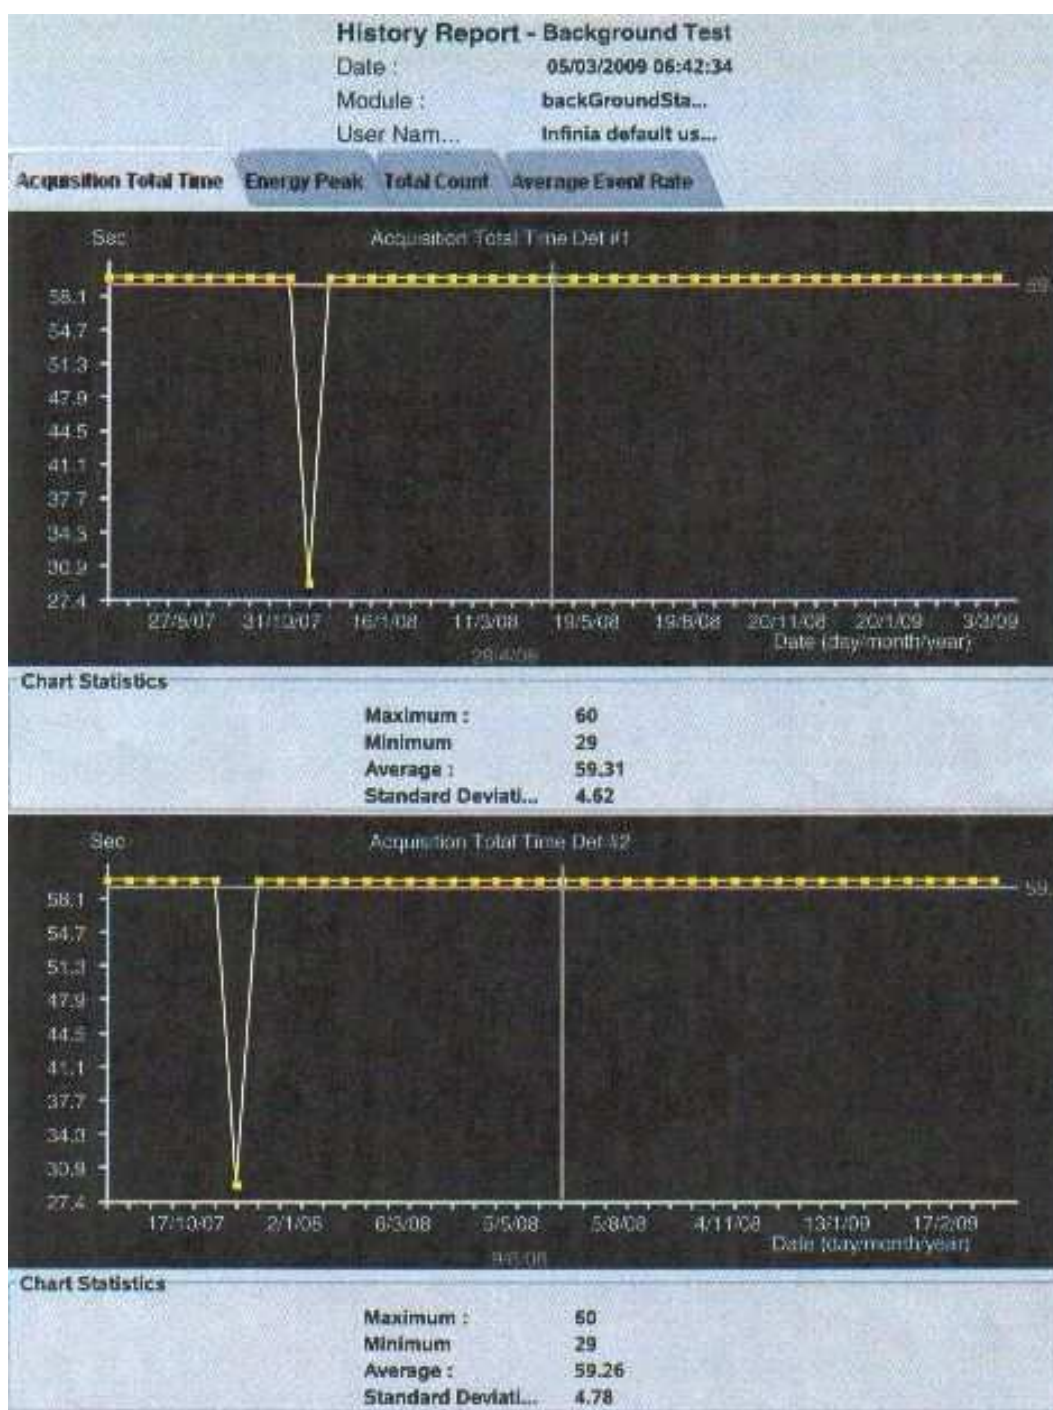 History Report - Background Test
Date : 05/03/2009 06:42:34
Module : backGroundSta...
User Nam... Infinia default us...
Acquisition Total Time Energy Peak Total Count Average Event Rate
Sec Acquisition Total Time Det #1
58.1
54.7
51.3
47.9
44.5
41.1
37.7
34.3
30.9
27.4
59
27/8/07 31/10/07 16/1/08 11/3/08 19/5/08 19/8/08 20/11/08 20/1/09 3/3/09
Date (day/month/year)
28/4/08
Chart Statistics
Maximum : 60
Minimum 29
Average : 59.31
Standard Deviati... 4.62
Sec Acquisition Total Time Det #2
58.1
54.7
51.3
47.9
44.5
41.1
37.7
34.3
30.9
27.4
59
17/10/07 2/1/08 6/3/08 5/5/08 5/8/08 4/11/08 13/1/09 17/2/09
Date (day/month/year)
Chart Statistics
Maximum : 60
Minimum 29
Average : 59.26
Standard Deviati... 4.78